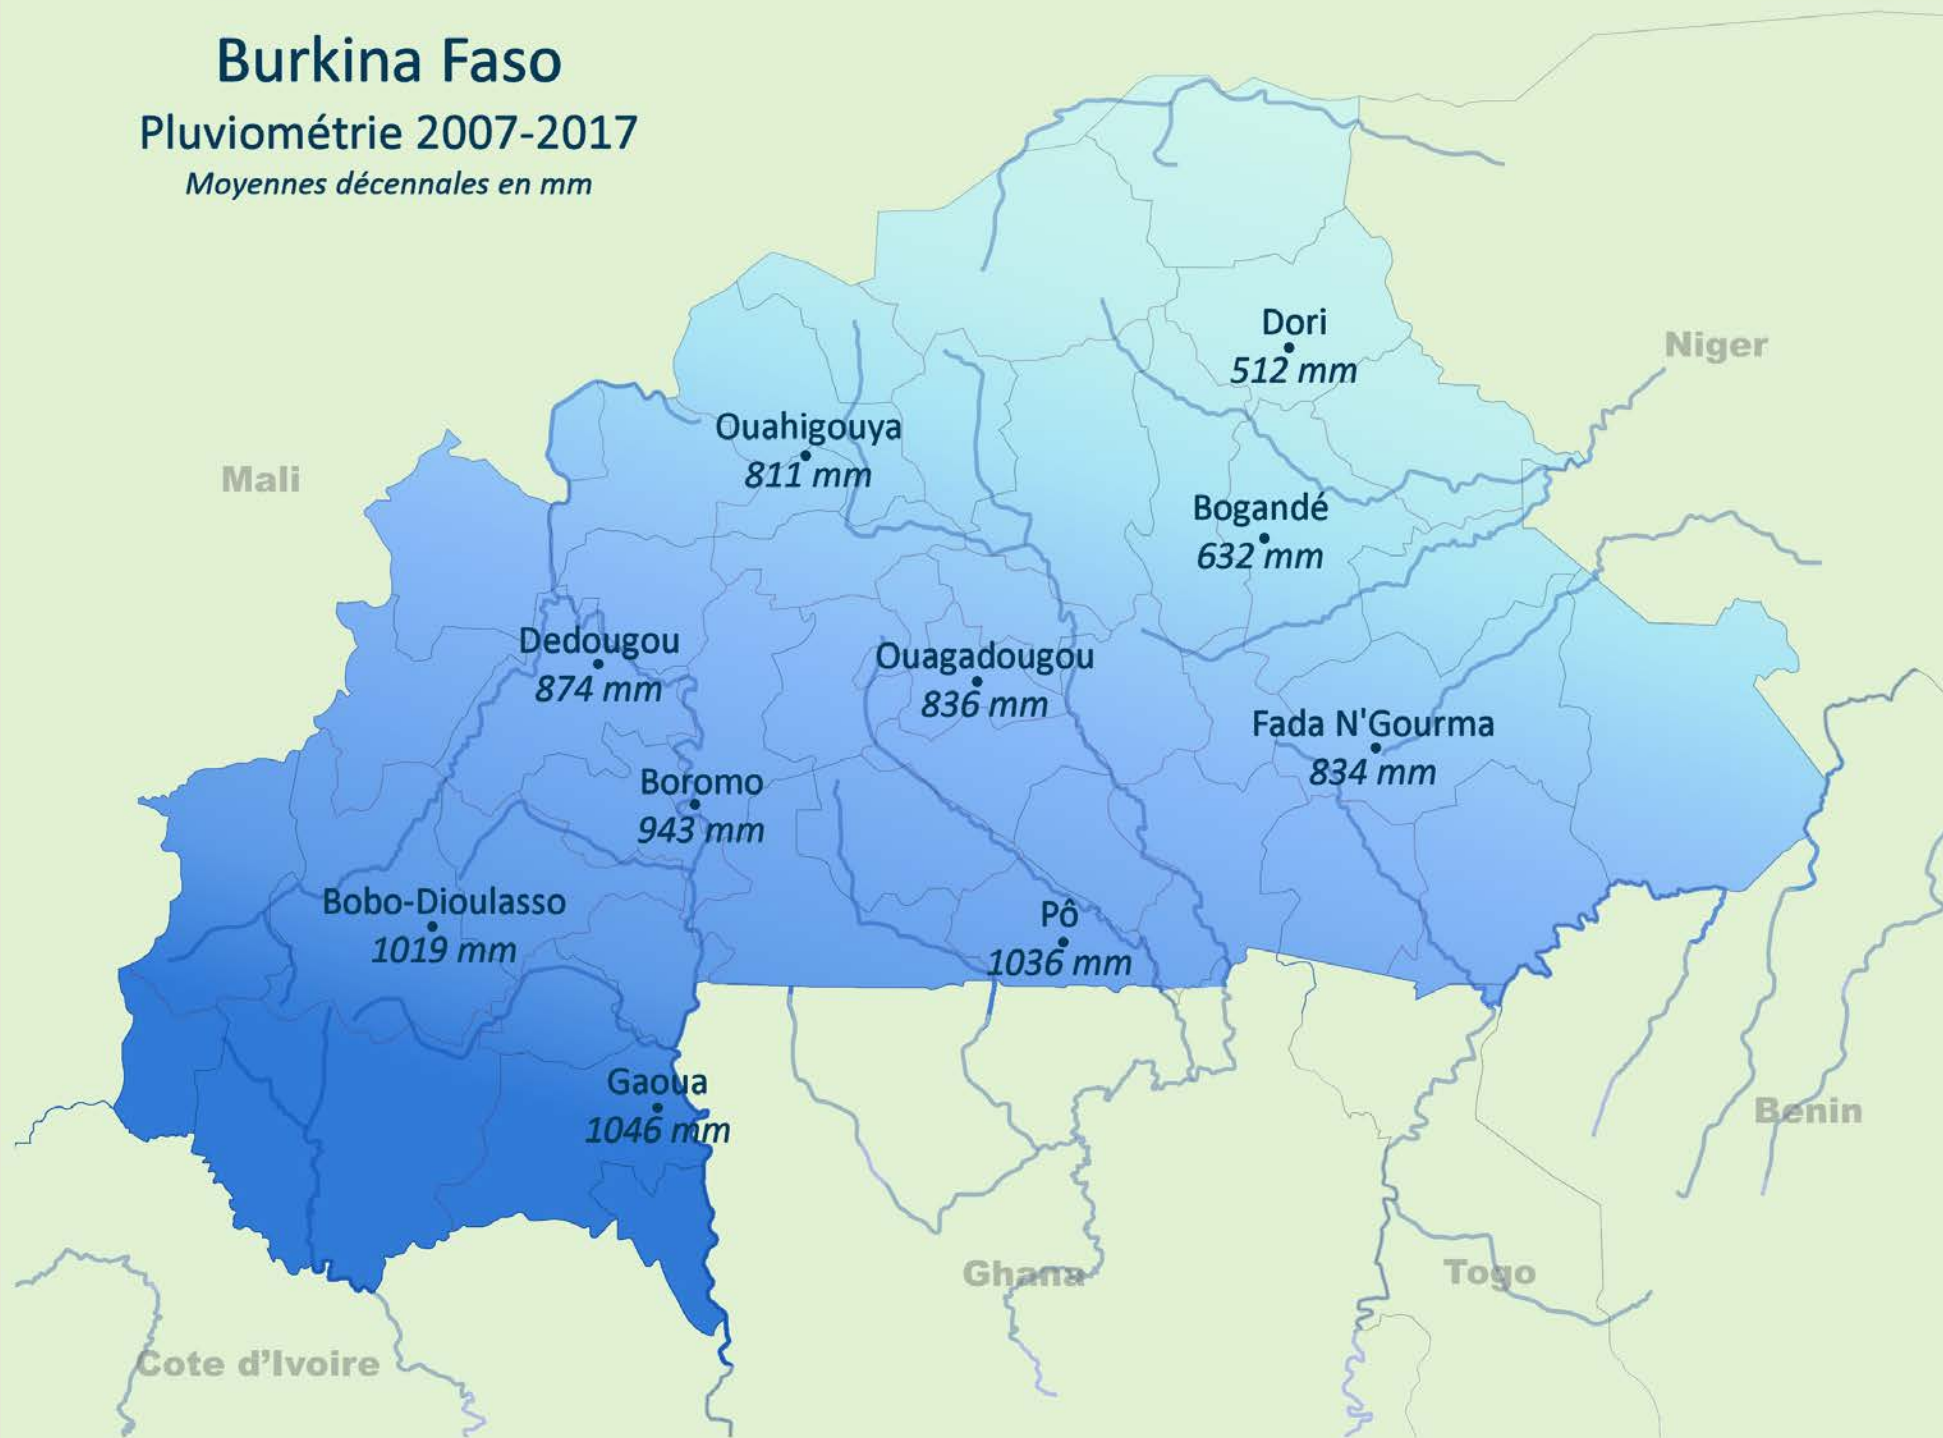 Burkina Faso
Pluviométrie 2007-2017
Moyennes décennales en mm
Dori
512 mm
Niger
Ouahigouya
811 mm
Mali
Bogandé
632 mm
Dedougou
874 mm
Ouagadougou
836 mm
Fada N'Gourma
834 mm
Boromo
943 mm
Bobo-Dioulasso
1019 mm
Pô
1036 mm
Gaoua
1046 mm
Benin
Ghana
Togo
Cote d’Ivoire